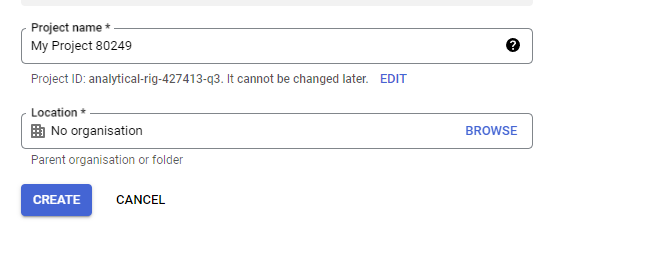 Project name *
My Project 80249
Project ID: analytical-rig-427413-q3. It cannot be changed later. EDIT
Location *
No organisation BROWSE
Parent organisation or folder
CREATE CANCEL